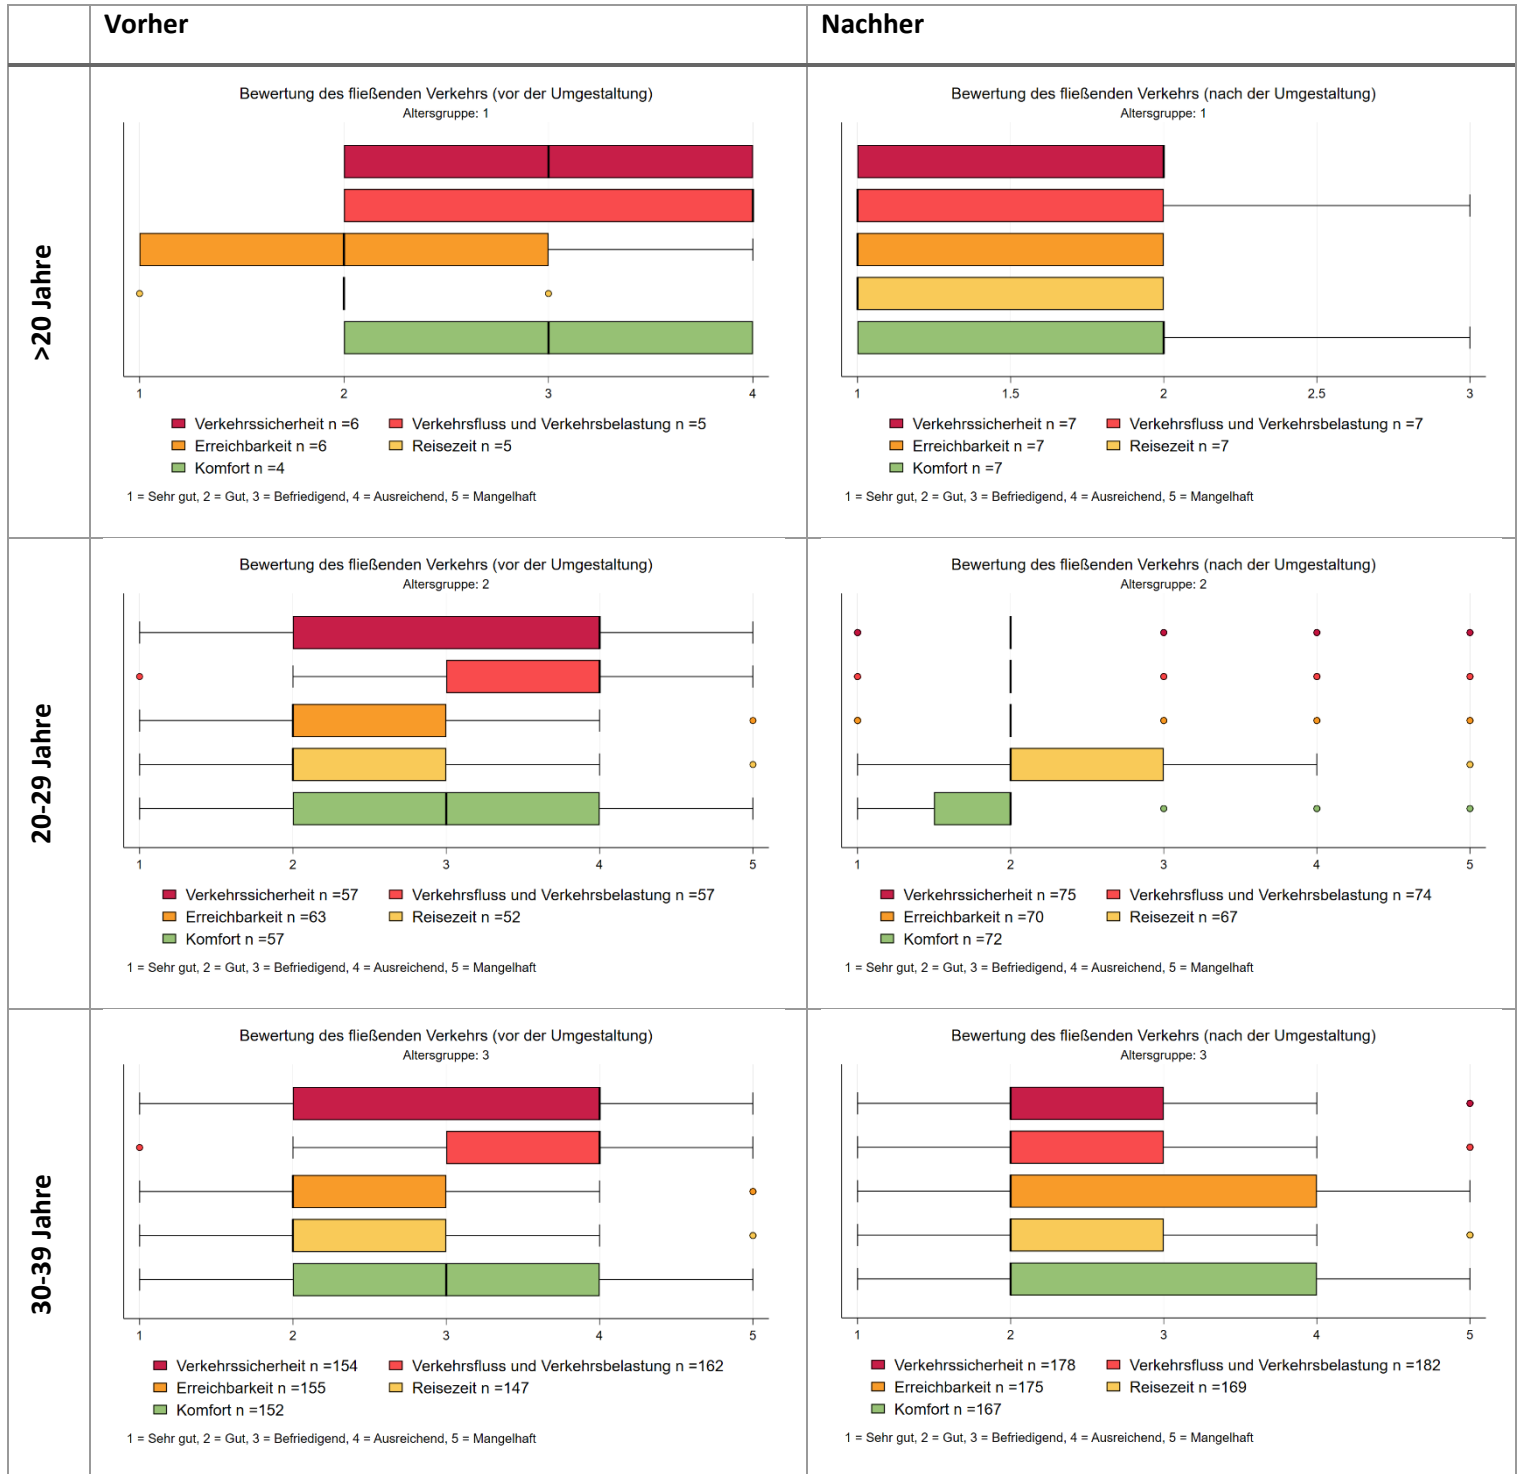 Vorher
Nachher
>20 Jahre
Bewertung des fließenden Verkehrs (vor der Umgestaltung)
Altersgruppe: 1
1 2 3 4
Verkehrssicherheit n =6 Verkehrsfluss und Verkehrsbelastung n =5
Erreichbarkeit n =6 Reisezeit n =5
Komfort n =4
1 = Sehr gut, 2 = Gut, 3 = Befriedigend, 4 = Ausreichend, 5 = Mangelhaft
Bewertung des fließenden Verkehrs (nach der Umgestaltung)
Altersgruppe: 1
1 1.5 2 2.5 3
Verkehrssicherheit n =7 Verkehrsfluss und Verkehrsbelastung n =7
Erreichbarkeit n =7 Reisezeit n =7
Komfort n =7
1 = Sehr gut, 2 = Gut, 3 = Befriedigend, 4 = Ausreichend, 5 = Mangelhaft
20-29 Jahre
Bewertung des fließenden Verkehrs (vor der Umgestaltung)
Altersgruppe: 2
1 2 3 4 5
Verkehrssicherheit n =57 Verkehrsfluss und Verkehrsbelastung n =57
Erreichbarkeit n =63 Reisezeit n =52
Komfort n =57
1 = Sehr gut, 2 = Gut, 3 = Befriedigend, 4 = Ausreichend, 5 = Mangelhaft
Bewertung des fließenden Verkehrs (nach der Umgestaltung)
Altersgruppe: 2
1 2 3 4 5
Verkehrssicherheit n =75 Verkehrsfluss und Verkehrsbelastung n =74
Erreichbarkeit n =70 Reisezeit n =67
Komfort n =72
1 = Sehr gut, 2 = Gut, 3 = Befriedigend, 4 = Ausreichend, 5 = Mangelhaft
30-39 Jahre
Bewertung des fließenden Verkehrs (vor der Umgestaltung)
Altersgruppe: 3
1 2 3 4 5
Verkehrssicherheit n =154 Verkehrsfluss und Verkehrsbelastung n =162
Erreichbarkeit n =155 Reisezeit n =147
Komfort n =152
1 = Sehr gut, 2 = Gut, 3 = Befriedigend, 4 = Ausreichend, 5 = Mangelhaft
Bewertung des fließenden Verkehrs (nach der Umgestaltung)
Altersgruppe: 3
1 2 3 4 5
Verkehrssicherheit n =178 Verkehrsfluss und Verkehrsbelastung n =182
Erreichbarkeit n =175 Reisezeit n =169
Komfort n =167
1 = Sehr gut, 2 = Gut, 3 = Befriedigend, 4 = Ausreichend, 5 = Mangelhaft